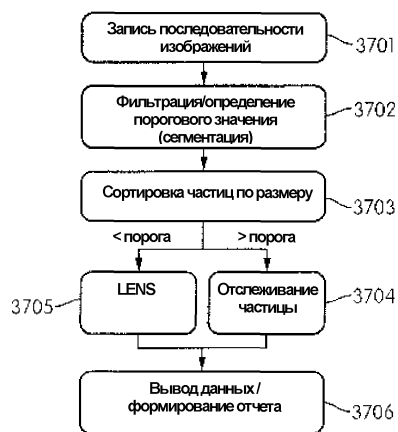 Запись последовательности
изображений
3701
Фильтрация/определение
порогового значения
(сегментация)
3702
Сортировка частиц по размеру
3703
< порога
> порога
3705
LENS
Отслеживание
частицы
3704
Вывод данных /
формирование отчета
3706